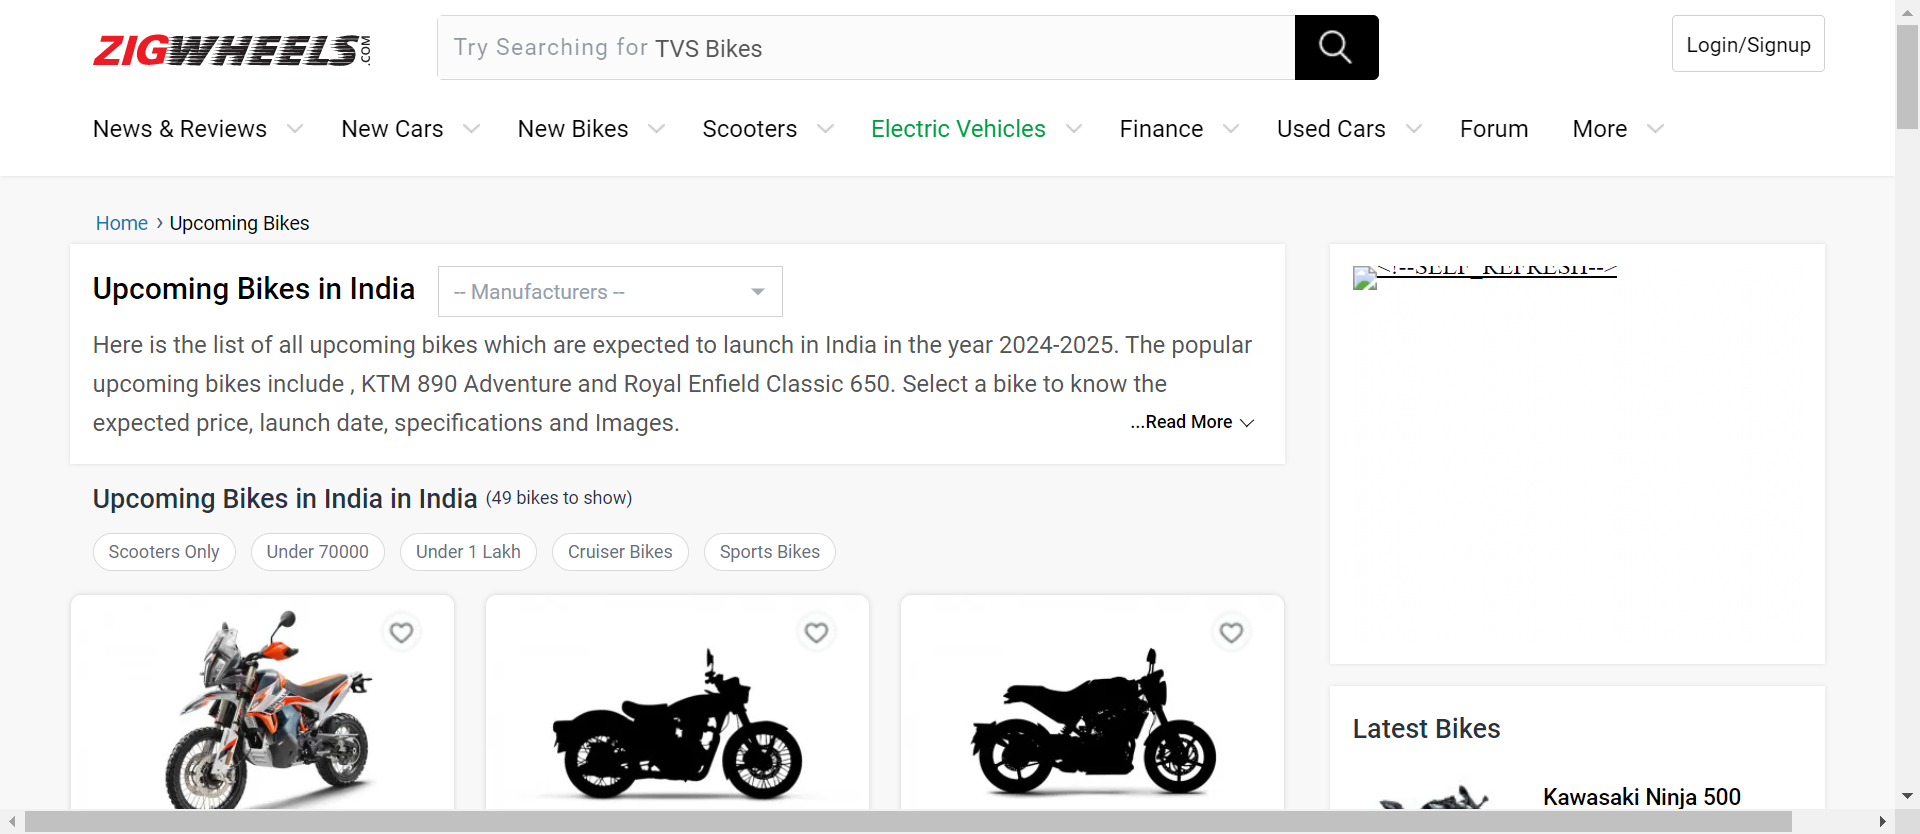 ZIGWHEELS.COM
Try Searching for TVS Bikes
Login/Signup
News & Reviews
New Cars
New Bikes
Scooters
Electric Vehicles
Finance
Used Cars
Forum
More
Home › Upcoming Bikes
Upcoming Bikes in India
-- Manufacturers --
Here is the list of all upcoming bikes which are expected to launch in India in the year 2024-2025. The popular
upcoming bikes include , KTM 890 Adventure and Royal Enfield Classic 650. Select a bike to know the
expected price, launch date, specifications and Images.
...Read More
Upcoming Bikes in India in India (49 bikes to show)
Scooters Only
Under 70000
Under 1 Lakh
Cruiser Bikes
Sports Bikes
<!--SELF_REFRESH-->
Latest Bikes
Kawasaki Ninja 500